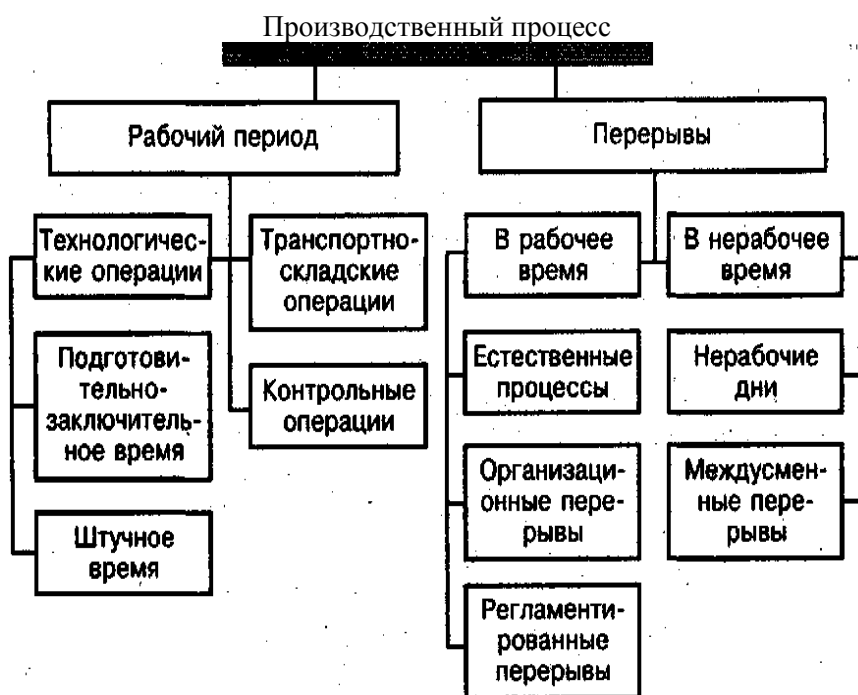 Производственный процесс
Рабочий период
Перерывы
Технологичес-
кие операции
Транспортно-
складские
операции
В рабочее
время
В нерабочее
время
Подготови-
тельно-
заключитель-
ное время
Контрольные
операции
Естественные
процессы
Нерабочие
дни
Штучное
время
Организаци-
онные пере-
рывы
Междусмен-
ные пере-
рывы
Регламенти-
рованные
перерывы